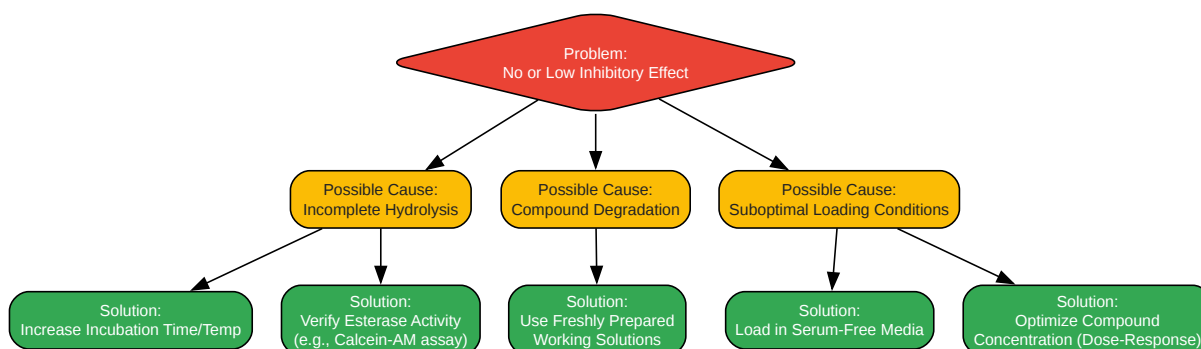 Problem:
No or Low Inhibitory Effect
Possible Cause:
Incomplete Hydrolysis
Possible Cause:
Compound Degradation
Possible Cause:
Suboptimal Loading Conditions
Solution:
Increase Incubation Time/Temp
Solution:
Verify Esterase Activity
(e.g., Calcein-AM assay)
Solution:
Use Freshly Prepared
Working Solutions
Solution:
Load in Serum-Free Media
Solution:
Optimize Compound
Concentration (Dose-Response)